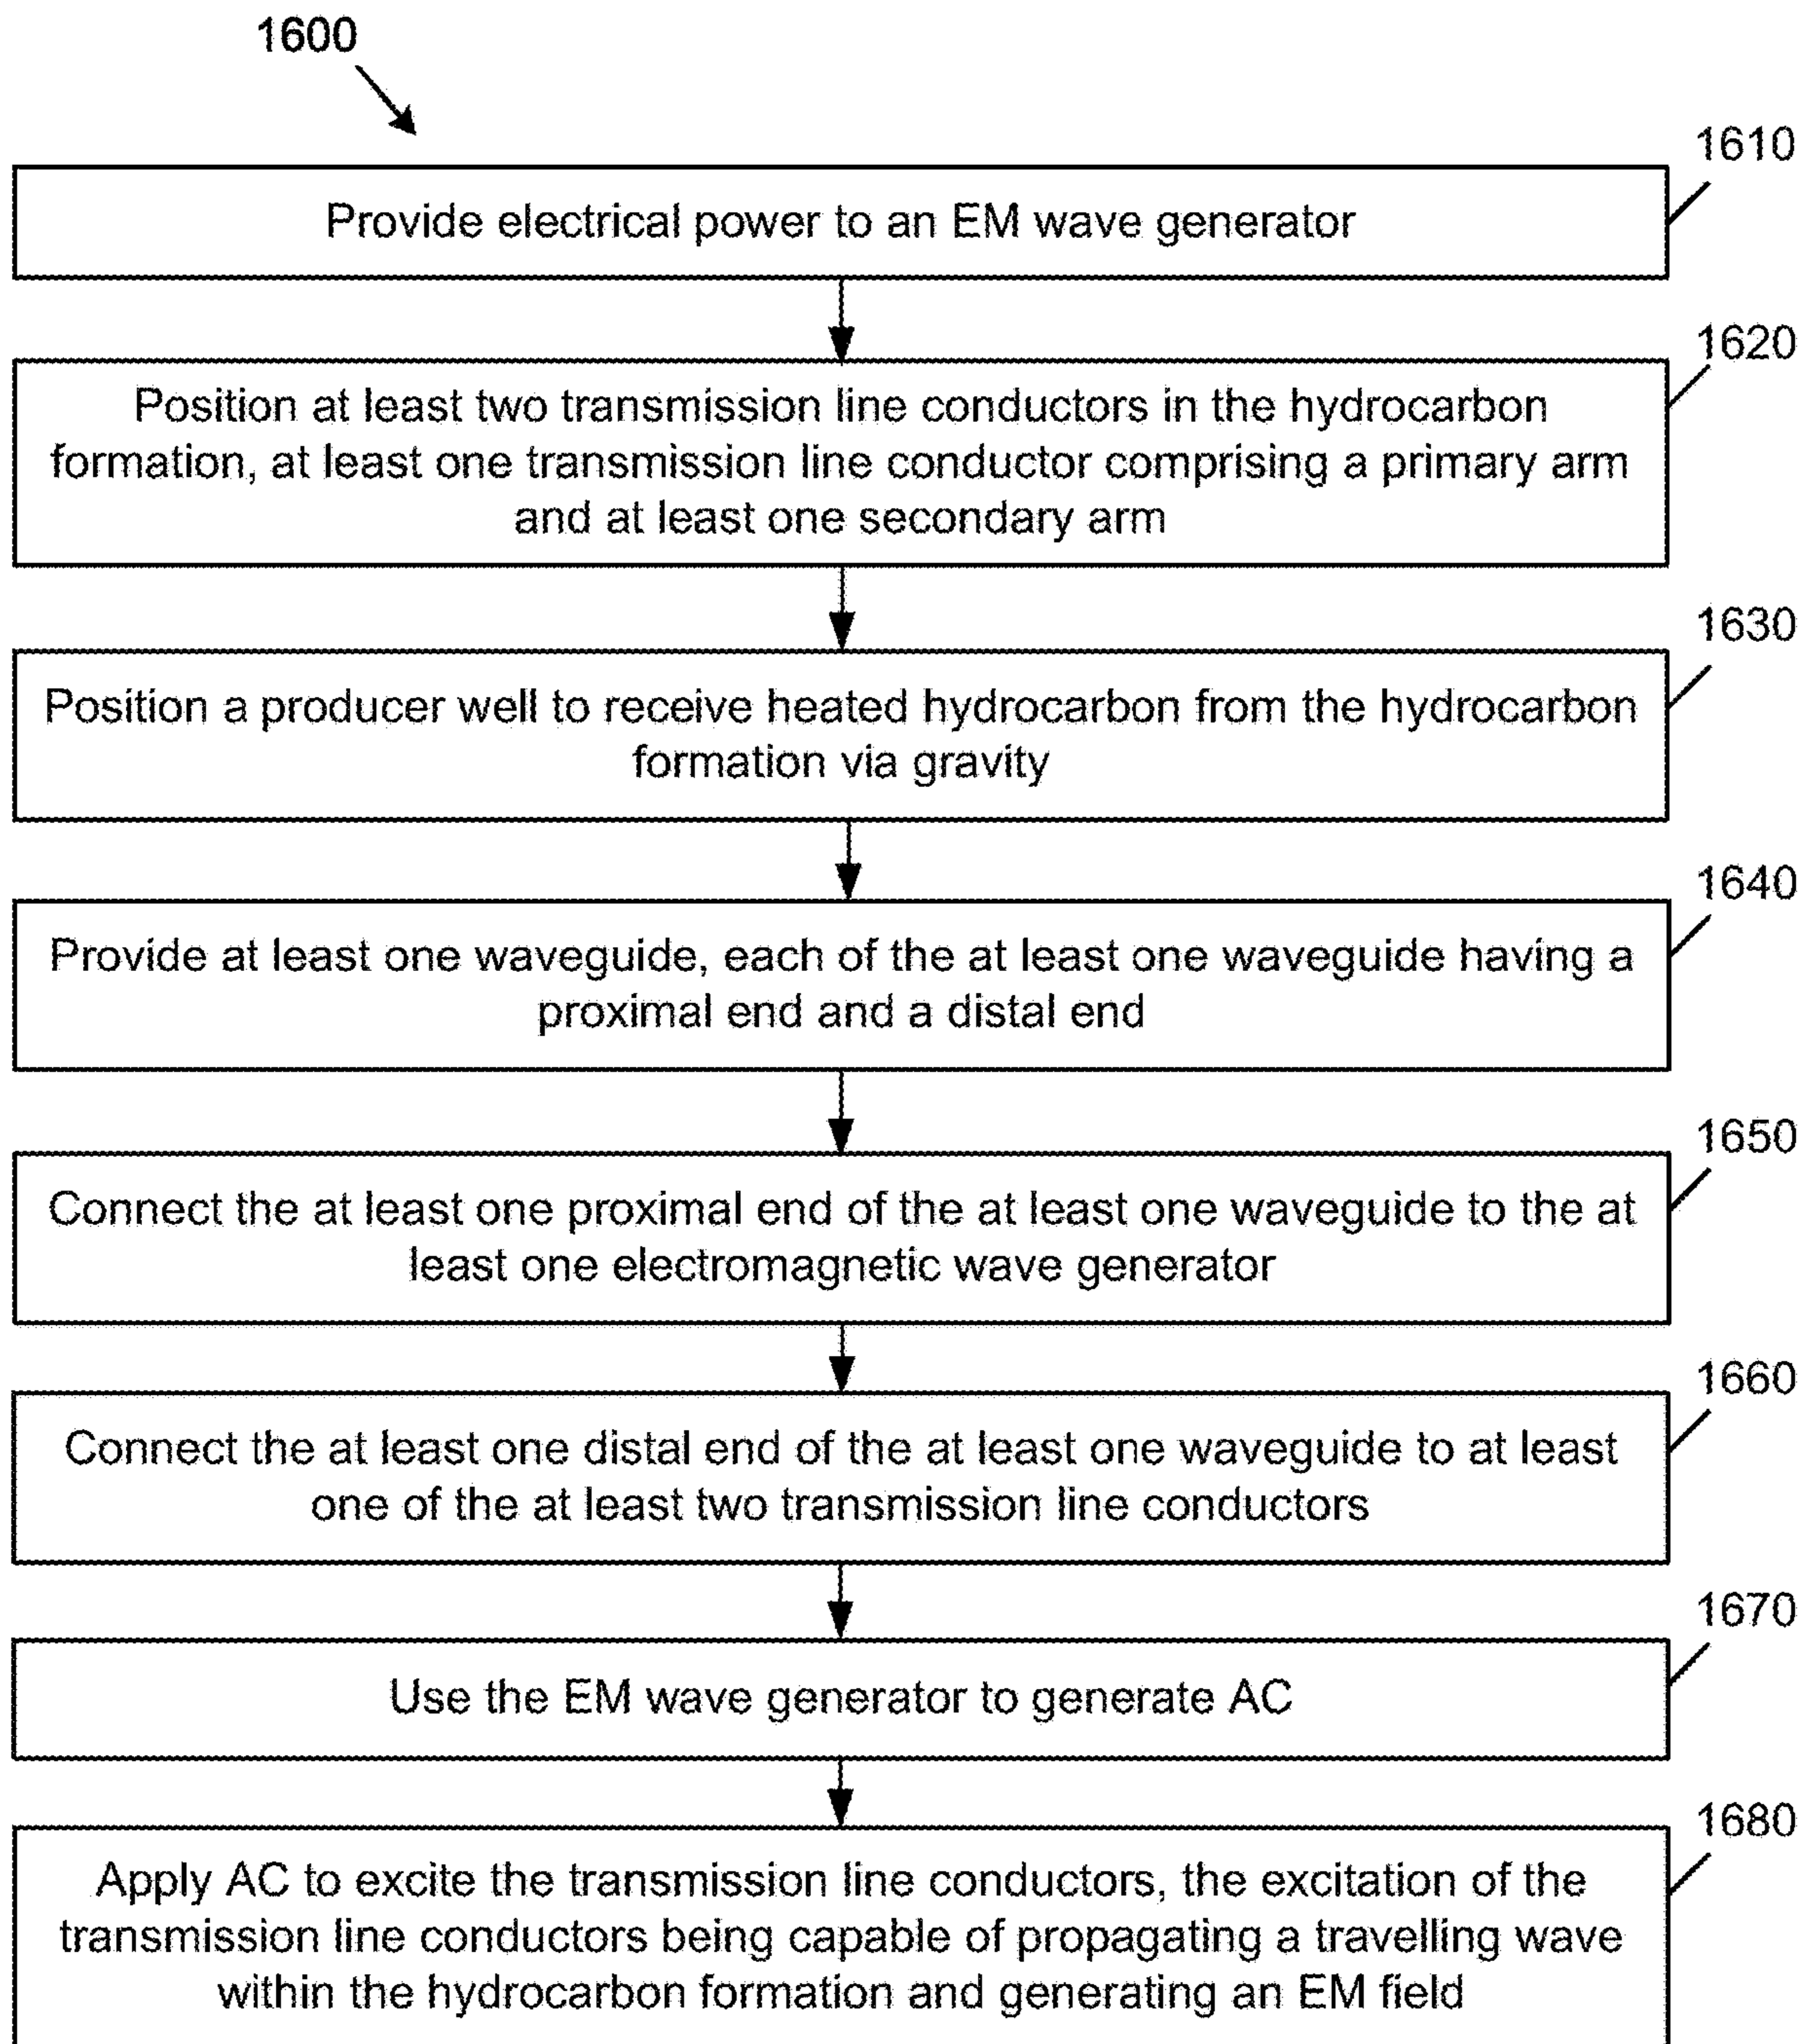 1600
1610
Provide electrical power to an EM wave generator
1620
Position at least two transmission line conductors in the hydrocarbon
formation, at least one transmission line conductor comprising a primary arm
and at least one secondary arm
1630
Position a producer well to receive heated hydrocarbon from the hydrocarbon
formation via gravity
1640
Provide at least one waveguide, each of the at least one waveguide having a
proximal end and a distal end
1650
Connect the at least one proximal end of the at least one waveguide to the at
least one electromagnetic wave generator
1660
Connect the at least one distal end of the at least one waveguide to at least
one of the at least two transmission line conductors
1670
Use the EM wave generator to generate AC
1680
Apply AC to excite the transmission line conductors, the excitation of the
transmission line conductors being capable of propagating a travelling wave
within the hydrocarbon formation and generating an EM field